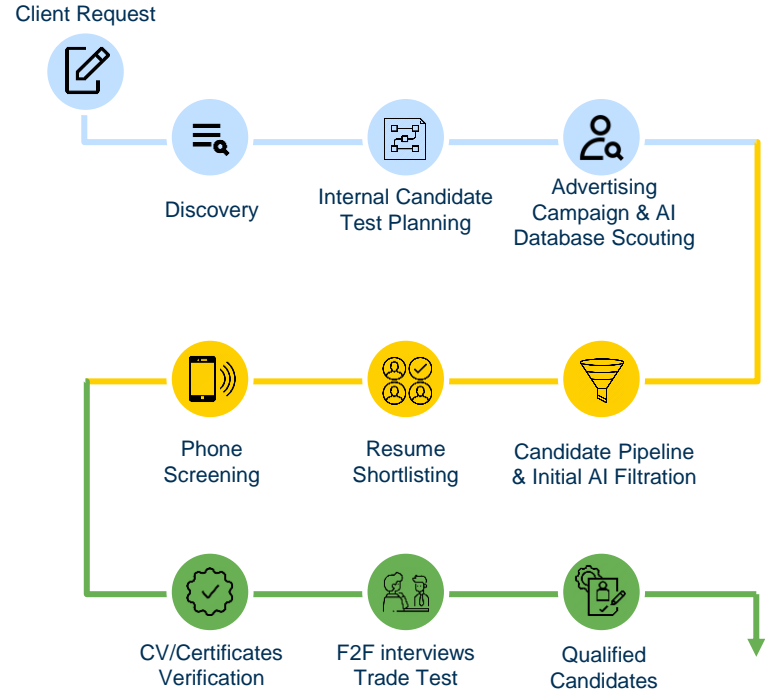 Client Request
Discovery
Internal Candidate
Test Planning
Advertising
Campaign & AI
Database Scouting
Phone
Screening
Resume
Shortlisting
Candidate Pipeline
& Initial AI Filtration
CV/Certificates
Verification
F2F interviews
Trade Test
Qualified
Candidates